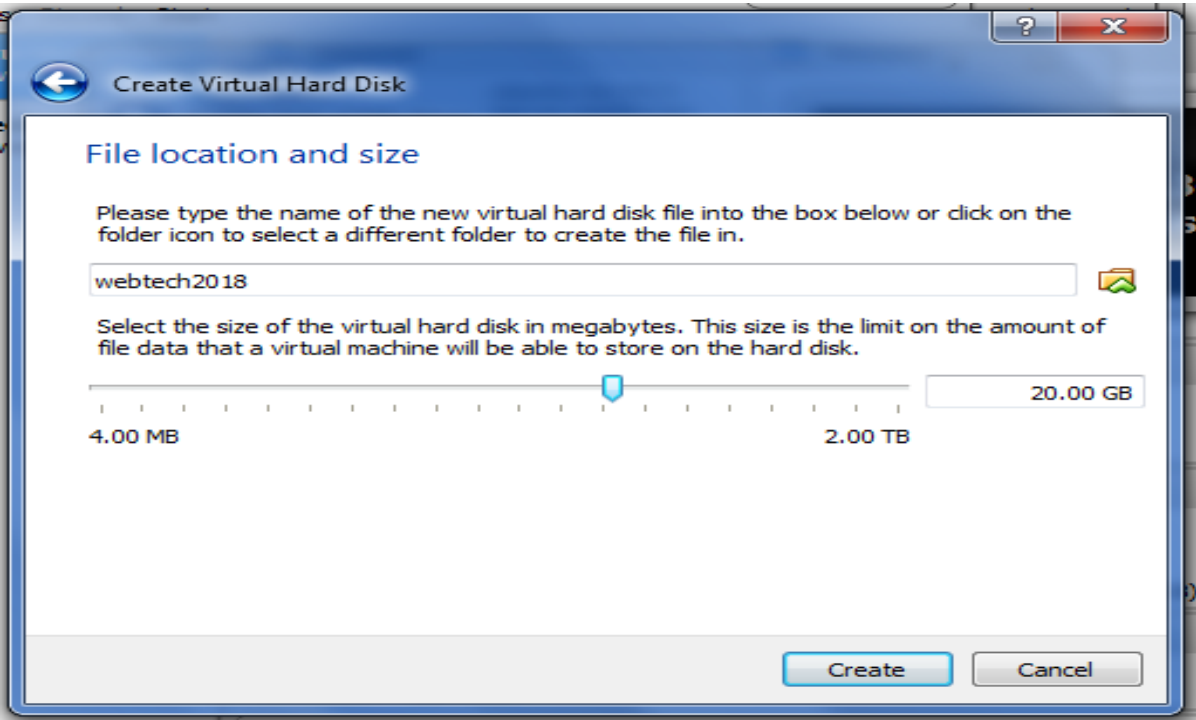 ?
Create Virtual Hard Disk
File location and size
Please type the name of the new virtual hard disk file into the box below or click on the
folder icon to select a different folder to create the file in.
webtech2018
Select the size of the virtual hard disk in megabytes. This size is the limit on the amount of
file data that a virtual machine will be able to store on the hard disk.
20.00 GB
4.00 MB 2.00 TB
Create Cancel